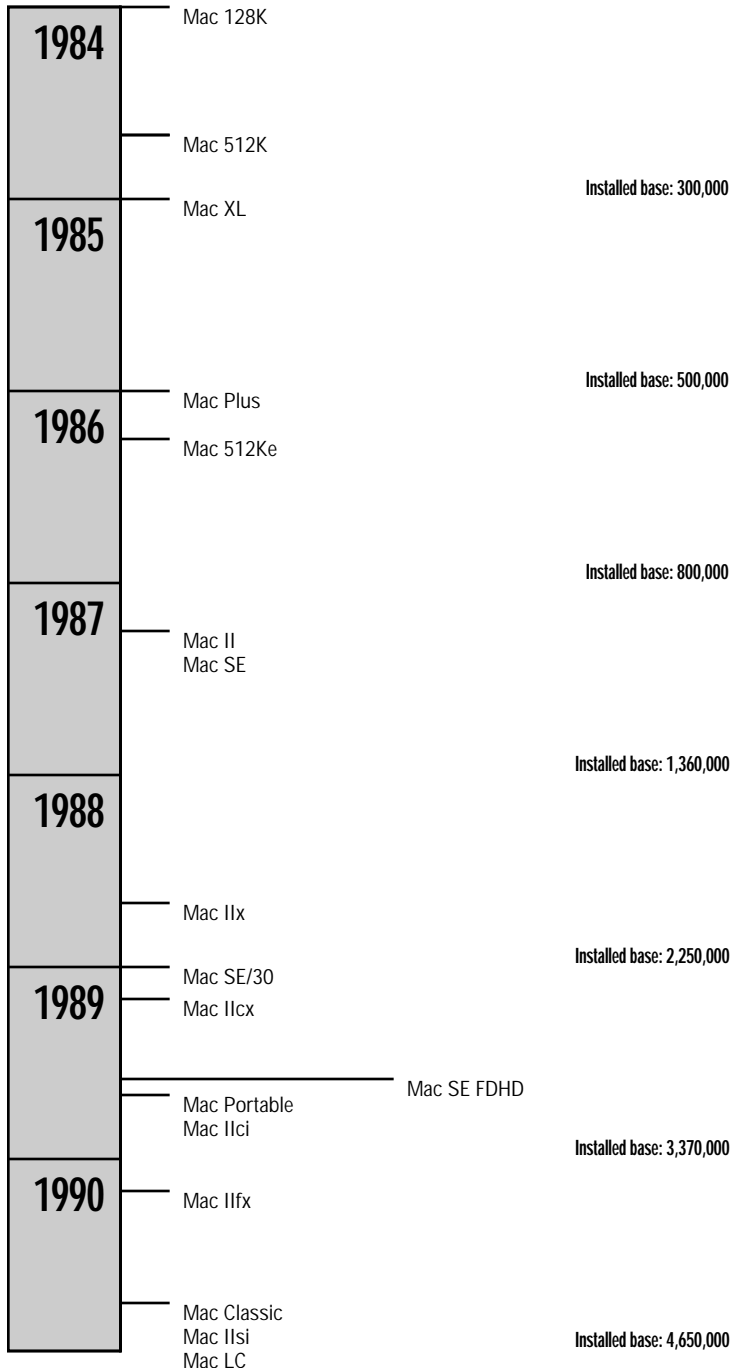 Mac 128K
1984
Mac 512K
Installed base: 300,000
Mac XL
1985
Installed base: 500,000
Mac Plus
1986
Mac 512Ke
Installed base: 800,000
1987
Mac II
Mac SE
Installed base: 1,360,000
1988
Mac IIx
Installed base: 2,250,000
Mac SE/30
1989
Mac IIcx
Mac SE FDHD
Mac Portable
Mac IIci
Installed base: 3,370,000
1990
Mac IIfx
Mac Classic
Mac IIsi
Installed base: 4,650,000
Mac LC